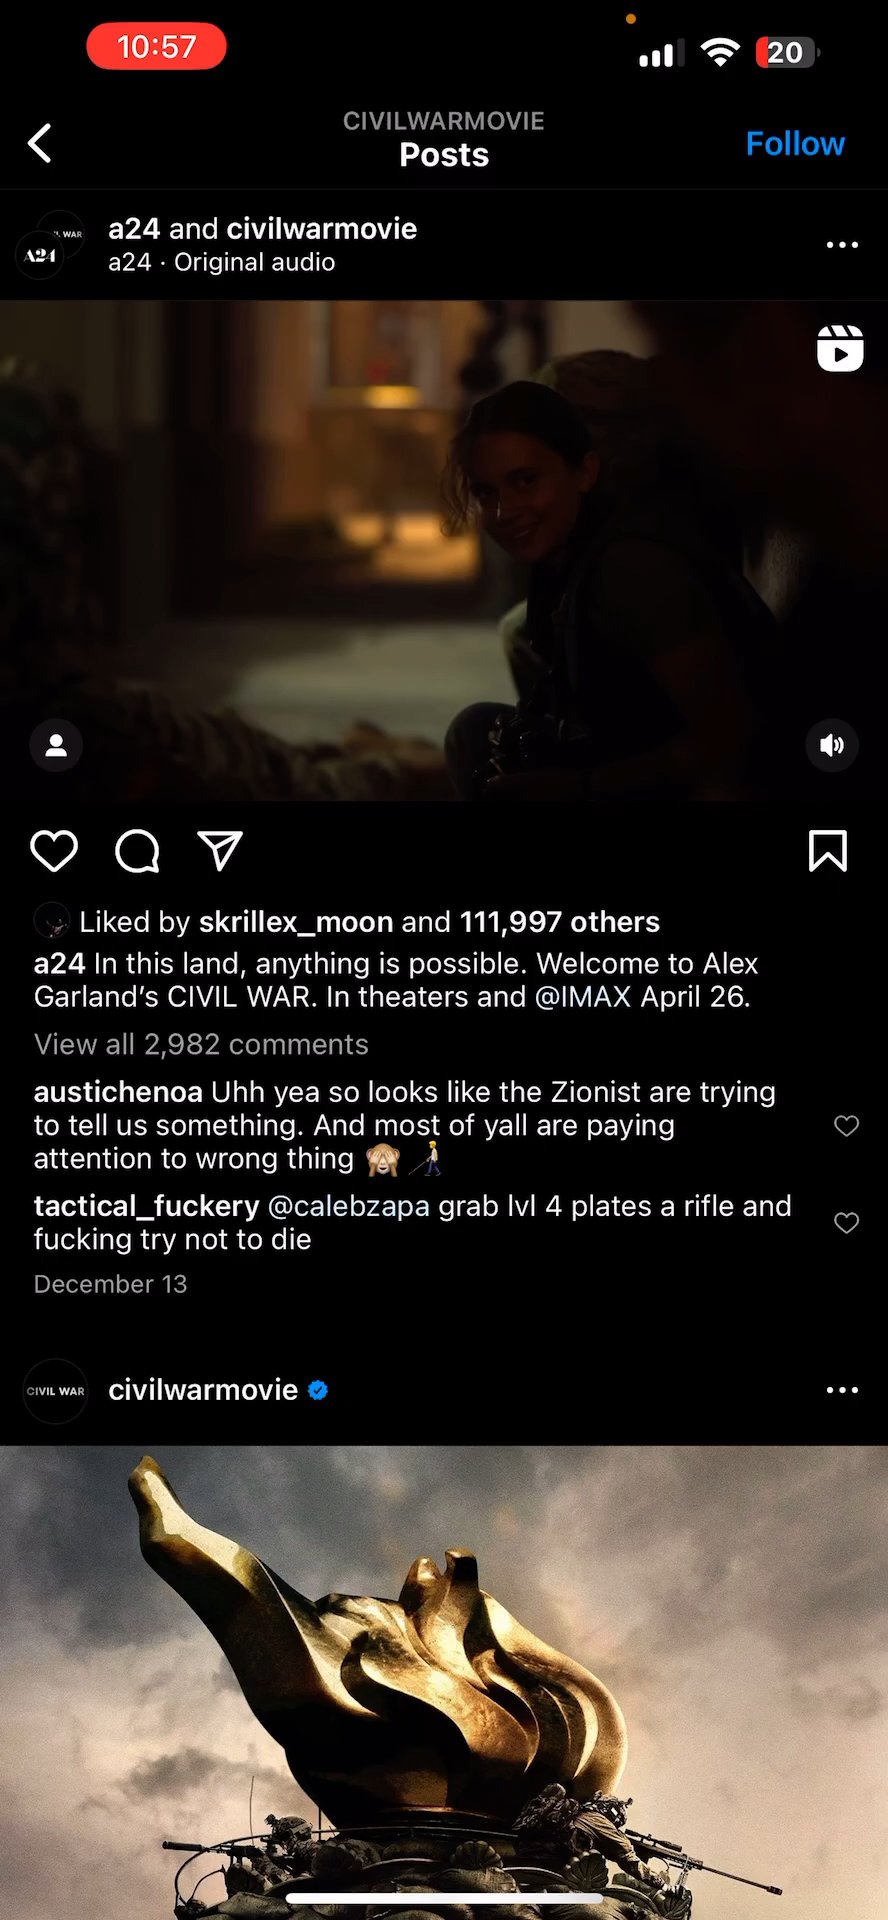 10:57
20
CIVILWARMOVIE
Posts
Follow
a24 and civilwarmovie
a24 · Original audio
WAR
A24
Liked by skrillex_moon and 111,997 others
a24 In this land, anything is possible. Welcome to Alex
Garland’s CIVIL WAR. In theaters and @IMAX April 26.
View all 2,982 comments
austichenoa Uhh yea so looks like the Zionist are trying
to tell us something. And most of yall are paying
attention to wrong thing 🙈 👨‍🦯
tactical_fuckery @calebzapa grab lvl 4 plates a rifle and
fucking try not to die
December 13
CIVIL WAR
civilwarmovie